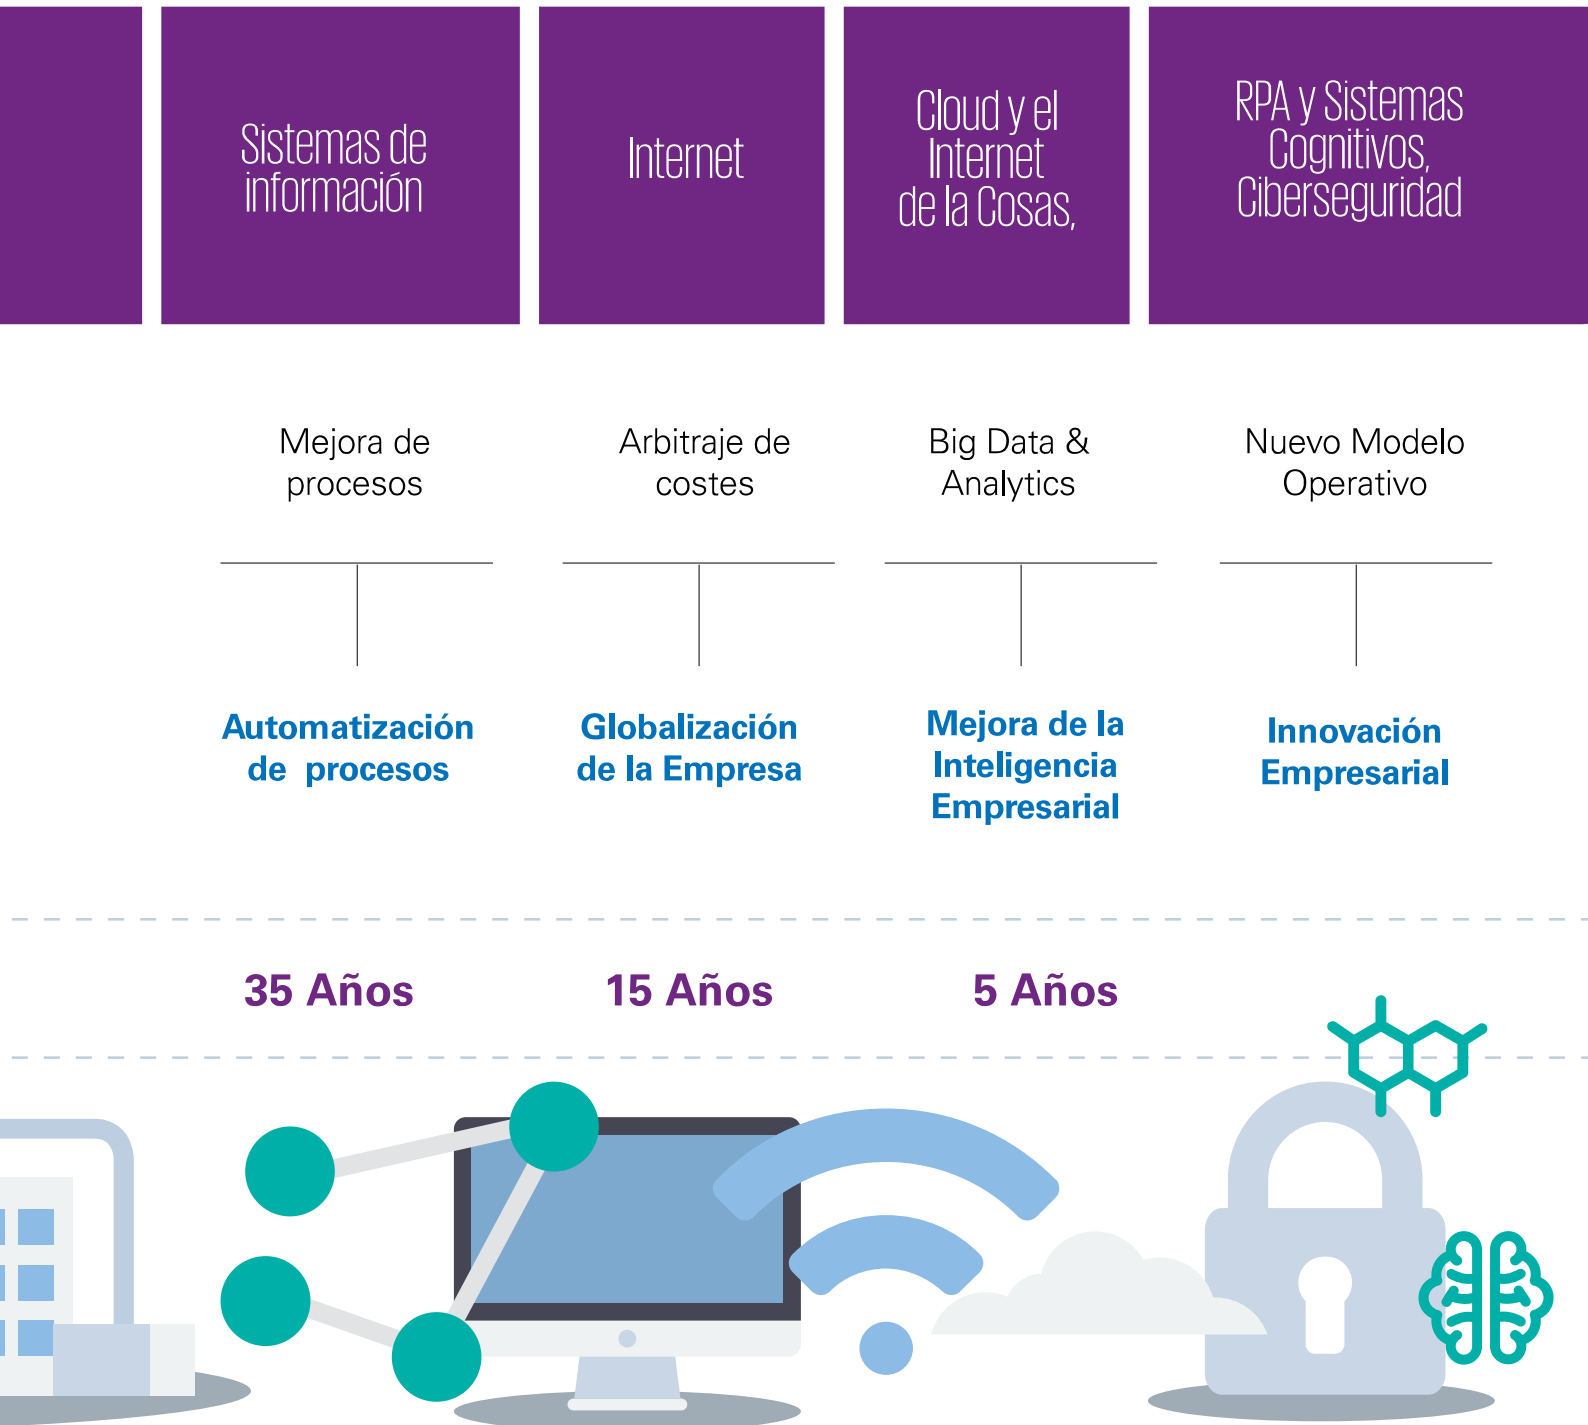 Sistemas de
información
Internet
Cloud y el
Internet
de la Cosas,
RPA y Sistemas
Cognitivos,
Ciberseguridad
Mejora de
procesos
Arbitraje de
costes
Big Data &
Analytics
Nuevo Modelo
Operativo
Automatización
de procesos
Globalización
de la Empresa
Mejora de la
Inteligencia
Empresarial
Innovación
Empresarial
35 Años
15 Años
5 Años